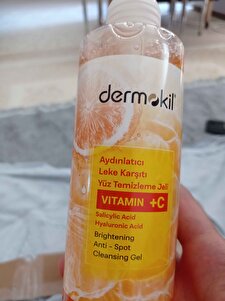 dermokil
Aydınlatıcı
Leke Karşıtı
Yüz Temizleme Jeli
VITAMIN +C
Salicylic Acid
Hyaluronic Acid
Brightening
Anti - Spot
Cleansing Gel